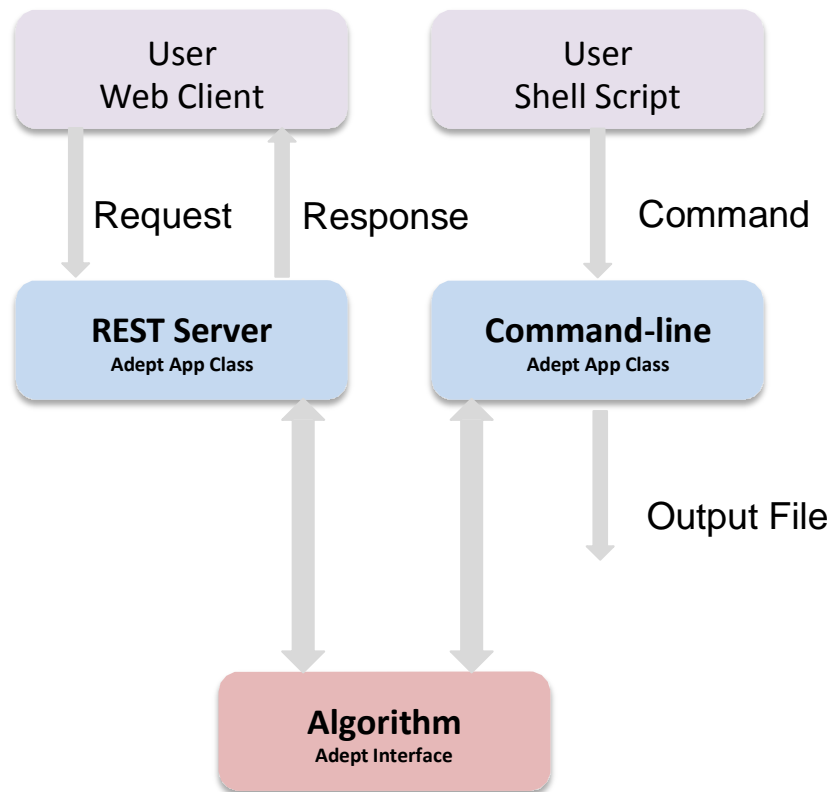 User
Web Client
User
Shell Script
Request
Response
Command
REST Server
Adept App Class
Command-line
Adept App Class
Output File
Algorithm
Adept Interface